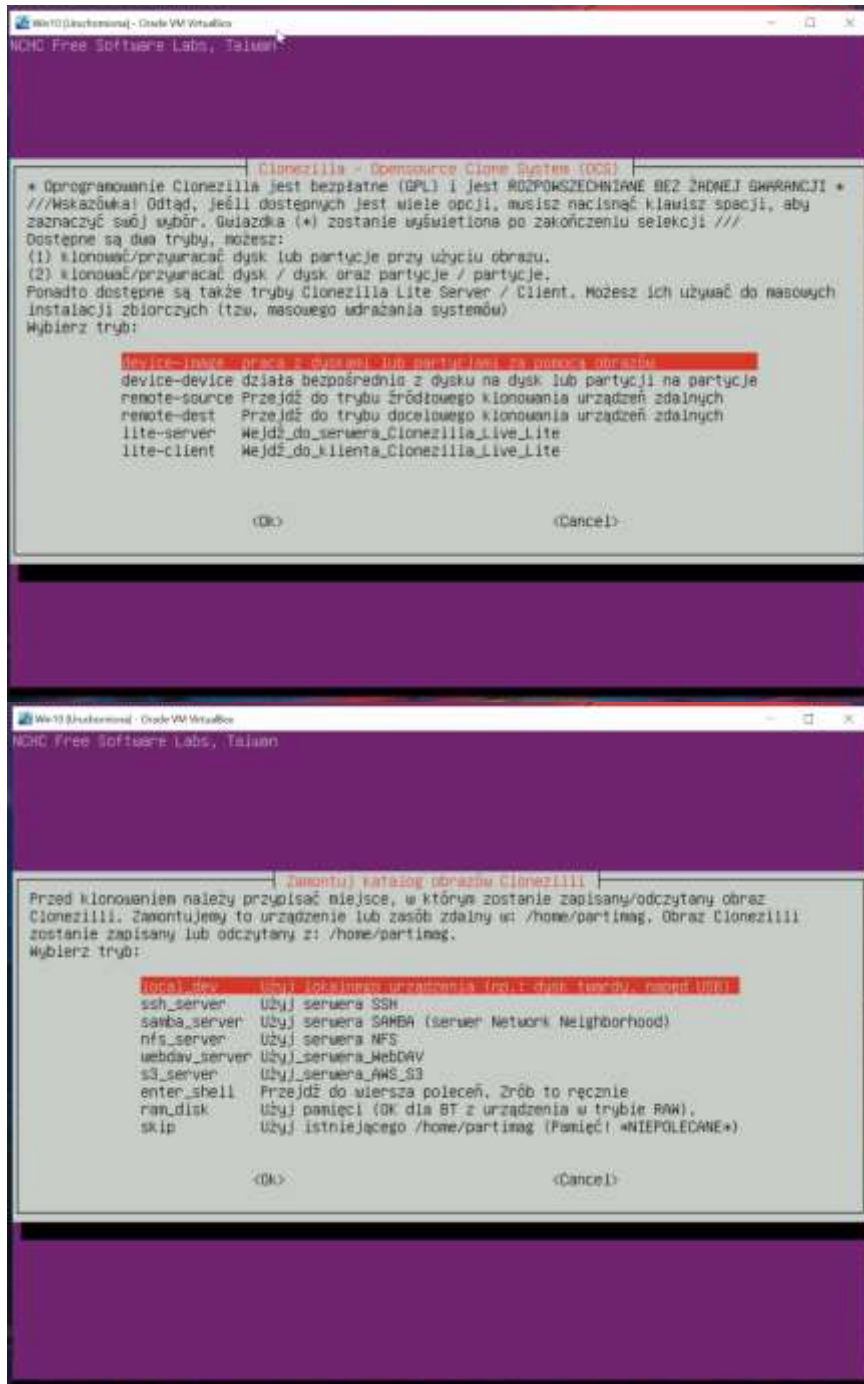 Win10 [Uruchomiona] - Oracle VM VirtualBox
NCHC Free Software Labs, Taiwan
Clonezilla - Opensource Clone System (OCS)
* Oprogramowanie Clonezilla jest bezpłatne (GPL) i jest ROZPOWSZECHNIANE BEZ ŻADNEJ GWARANCJI *
///Wskazówka! Odtąd, jeśli dostępnych jest wiele opcji, musisz nacisnąć klawisz spacji, aby
zaznaczyć swój wybór. Gwiazdka (*) zostanie wyświetlona po zakończeniu selekcji ///
Dostępne są dwa tryby, możesz:
(1) klonować/przywracać dysk lub partycje przy użyciu obrazu.
(2) klonować/przywracać dysk / dysk oraz partycje / partycje.
Ponadto dostępne są także tryby Clonezilla Lite Server / Client. Możesz ich używać do masowych
instalacji zbiorczych (tzw, masowego wdrażania systemów)
Wybierz tryb:
device-image praca z dyskami lub partycjami za pomocą obrazów
device-device działa bezpośrednio z dysku na dysk lub partycji na partycje
remote-source Przejdź do trybu źródłowego klonowania urządzeń zdalnych
remote-dest Przejdź do trybu docelowego klonowania urządzeń zdalnych
lite-server Wejdź_do_serwera_Clonezilla_Live_Lite
lite-client Wejdź_do_klienta_Clonezilla_Live_Lite
<Ok> <Cancel>
Win10 [Uruchomiona] - Oracle VM VirtualBox
NCHC Free Software Labs, Taiwan
Zamontuj katalog obrazów Clonezilli
Przed klonowaniem należy przypisać miejsce, w którym zostanie zapisany/odczytany obraz
Clonezilli. Zamontujemy to urządzenie lub zasób zdalny w: /home/partimag. Obraz Clonezilli
zostanie zapisany lub odczytany z: /home/partimag.
Wybierz tryb:
local_dev Użyj lokalnego urządzenia (np.: dysk twardy, napęd USB)
ssh_server Użyj serwera SSH
samba_server Użyj serwera SAMBA (serwer Network Neighborhood)
nfs_server Użyj serwera NFS
webdav_server Użyj_serwera_WebDAV
s3_server Użyj_serwera_AWS_S3
enter_shell Przejdź do wiersza poleceń. Zrób to ręcznie
ram_disk Użyj pamięci (OK dla BT z urządzenia w trybie RAW).
skip Użyj istniejącego /home/partimag (Pamięć! *NIEPOLECANE*)
<Ok> <Cancel>